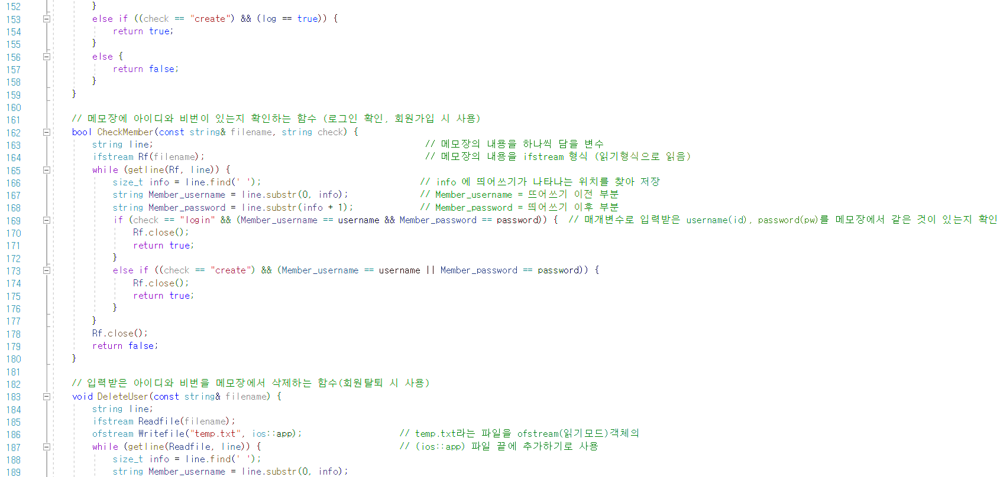 152 }
153 else if ((check == "create") && (log == true)) {
154 return true;
155 }
156 else {
157 return false;
158 }
159 }
160
161 // 메모장에 아이디와 비번이 있는지 확인하는 함수 (로그인 확인, 회원가입 시 사용)
162 bool CheckMember(const string& filename, string check) {
163 string line; // 메모장의 내용을 하나씩 담을 변수
164 ifstream Rf(filename); // 메모장의 내용을 ifstream 형식 (읽기형식으로 읽음)
165 while (getline(Rf, line)) {
166 size_t info = line.find(' '); // info 에 띄어쓰기가 나타나는 위치를 찾아 저장
167 string Member_username = line.substr(0, info); // Member_username = 뜨어쓰기 이전 부분
168 string Member_password = line.substr(info + 1); // Member_password = 띄어쓰기 이후 부분
169 if (check == "login" && (Member_username == username && Member_password == password)) { // 매개변수로 입력받은 username(id), password(pw)를 메모장에서 같은 것이 있는지 확인
170 Rf.close();
171 return true;
172 }
173 else if ((check == "create") && (Member_username == username || Member_password == password)) {
174 Rf.close();
175 return true;
176 }
177 }
178 Rf.close();
179 return false;
180 }
181
182 // 입력받은 아이디와 비번을 메모장에서 삭제하는 함수(회원탈퇴 시 사용)
183 void DeleteUser(const string& filename) {
184 string line;
185 ifstream Readfile(filename);
186 ofstream Writefile("temp.txt", ios::app); // temp.txt라는 파일을 ofstream(읽기모드)객체의
187 while (getline(Readfile, line)) { // (ios::app) 파일 끝에 추가하기로 사용
188 size_t info = line.find(' ');
189 string Member_username = line.substr(0, info);